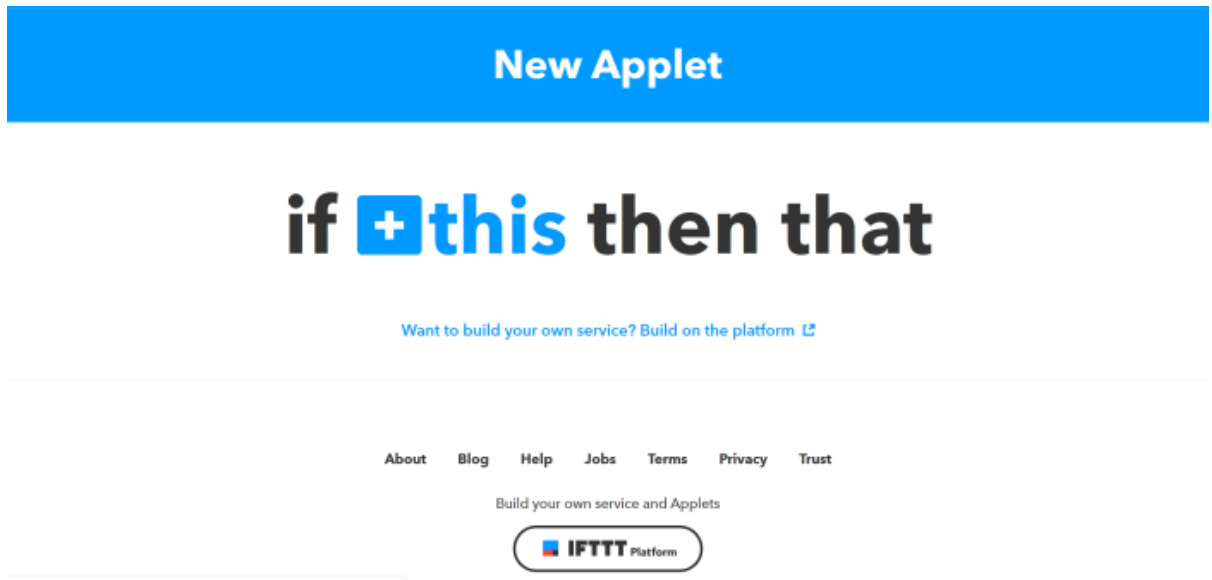 New Applet
if +this then that
Want to build your own service? Build on the platform
About Blog Help Jobs Terms Privacy Trust
Build your own service and Applets
IFTTT Platform